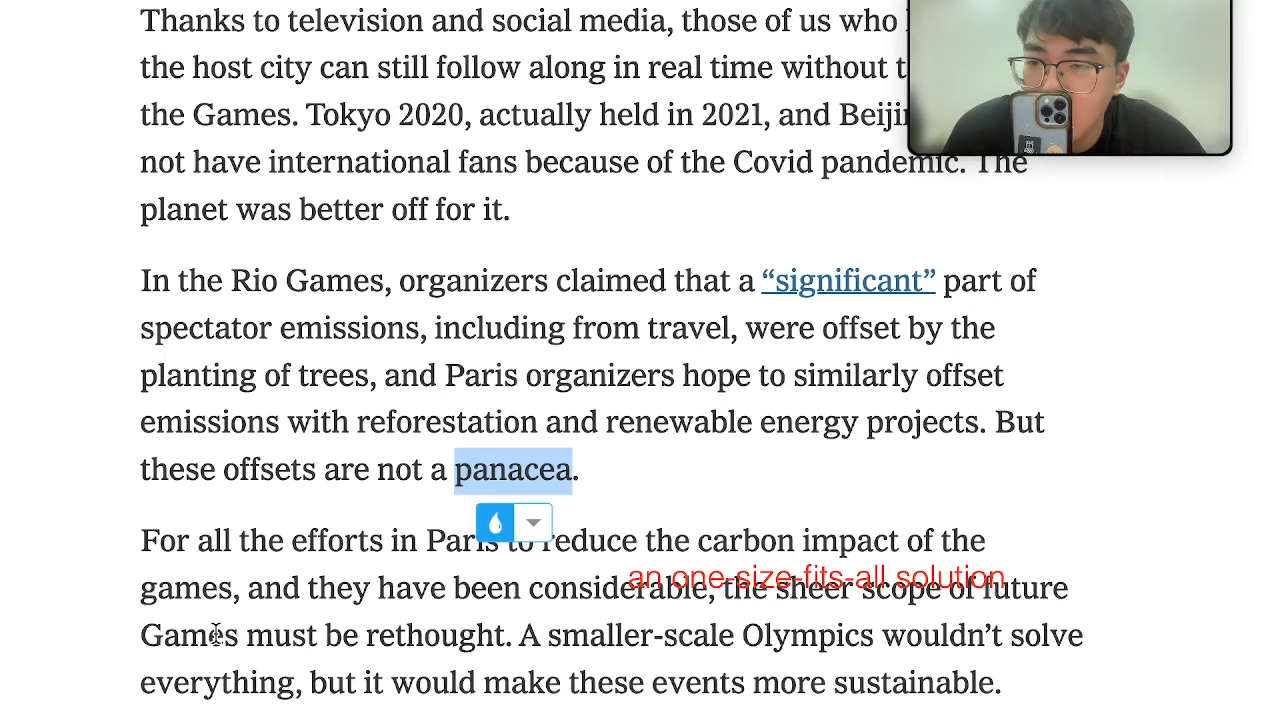 Thanks to television and social media, those of us who
the host city can still follow along in real time without
the Games. Tokyo 2020, actually held in 2021, and
not have international fans because of the Covid pandemic. The
planet was better off for it.
In the Rio Games, organizers claimed that a “significant” part of
spectator emissions, including from travel, were offset by the
planting of trees, and Paris organizers hope to similarly offset
emissions with reforestation and renewable energy projects. But
these offsets are not a panacea.
For all the efforts in Paris to reduce the carbon impact of the
an one-size-fits-all solution
games, and they have been considerable, the sheer scope of future
Games must be rethought. A smaller-scale Olympics wouldn’t solve
everything, but it would make these events more sustainable.